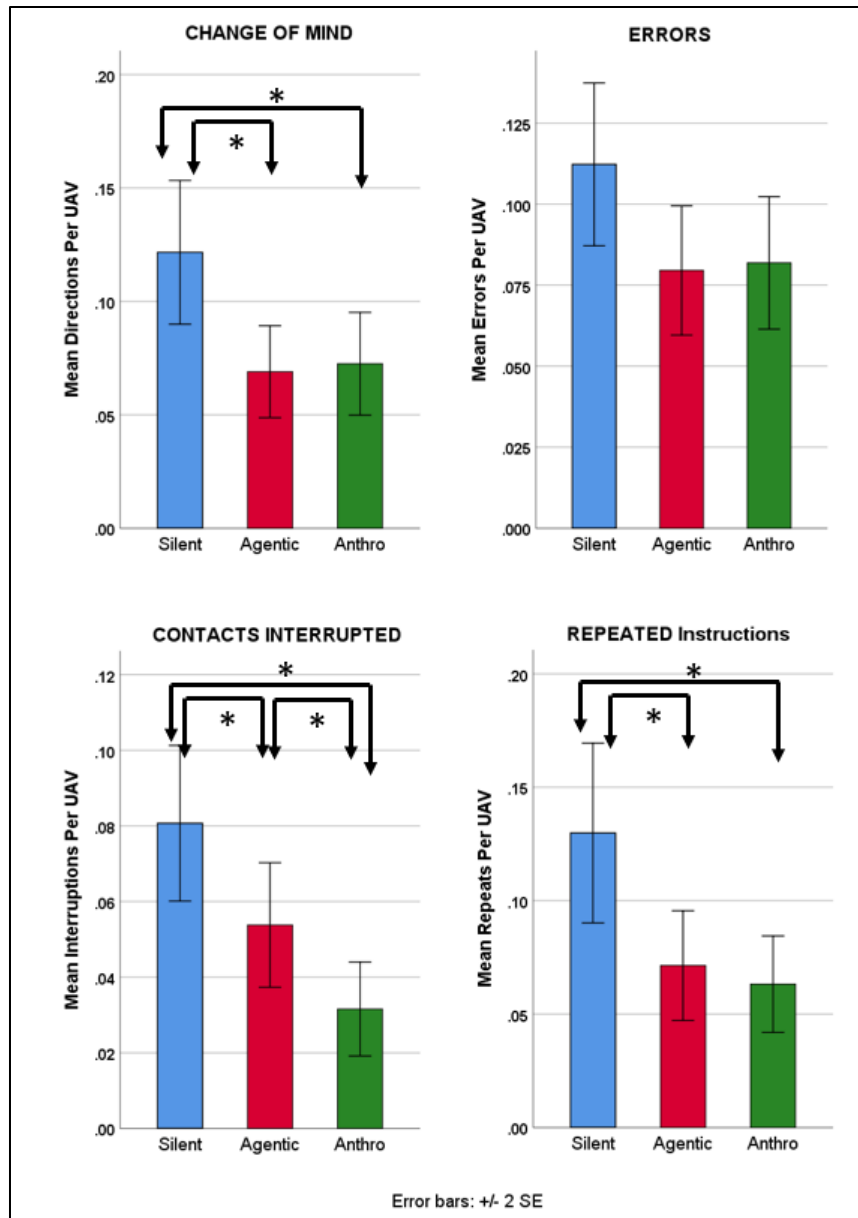 CHANGE OF MIND
Mean Directions Per UAV
.20
.15
.10
.05
.00
*
*
Silent Agentic Anthro
ERRORS
Mean Errors Per UAV
.125
.100
.075
.050
.025
.000
Silent Agentic Anthro
CONTACTS INTERRUPTED
Mean Interruptions Per UAV
.12
.10
.08
.06
.04
.02
.00
*
* *
Silent Agentic Anthro
REPEATED Instructions
Mean Repeats Per UAV
.20
.15
.10
.05
.00
*
*
Silent Agentic Anthro
Error bars: +/- 2 SE